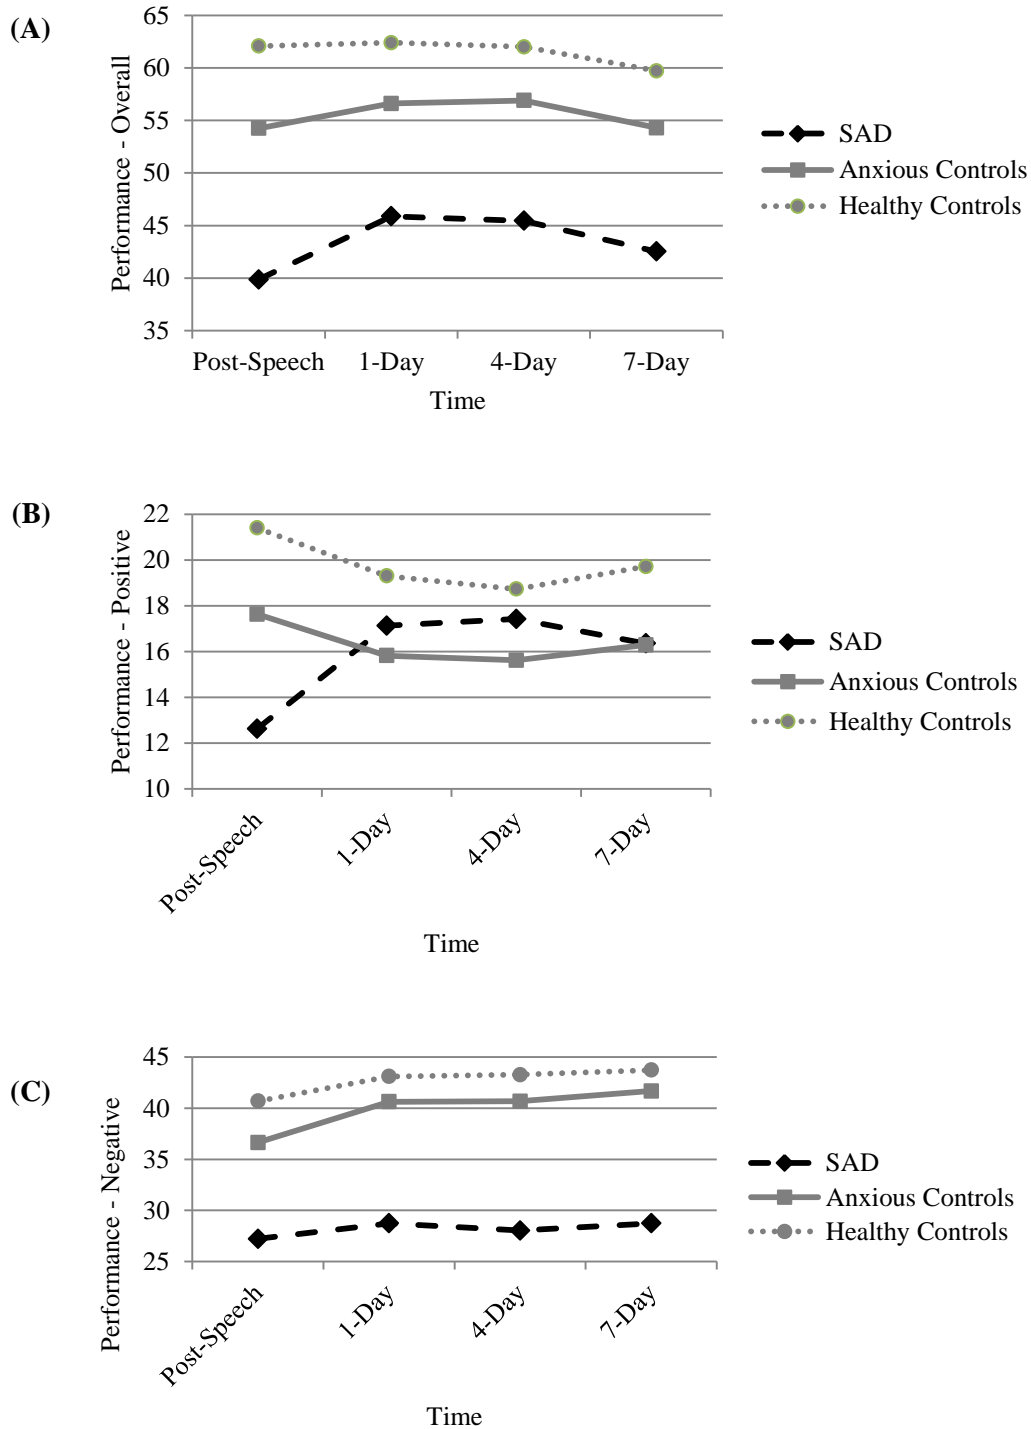 (A)
Performance - Overall
65
60
55
50
45
40
35
Post-Speech 1-Day 4-Day 7-Day
Time
SAD
Anxious Controls
Healthy Controls
(B)
Performance - Positive
22
20
18
16
14
12
10
Post-Speech 1-Day 4-Day 7-Day
Time
SAD
Anxious Controls
Healthy Controls
(C)
Performance - Negative
45
40
35
30
25
Post-Speech 1-Day 4-Day 7-Day
Time
SAD
Anxious Controls
Healthy Controls